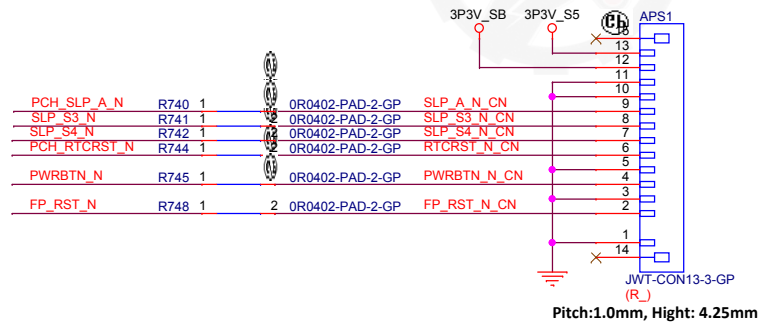 3P3V_SB 3P3V_S5 APS1
15
13
12
11
10
PCH_SLP_A_N R740 1 0R0402-PAD-2-GP SLP_A_N_CN 9
SLP_S3_N R741 1 2 0R0402-PAD-2-GP SLP_S3_N_CN 8
SLP_S4_N R742 1 2 0R0402-PAD-2-GP SLP_S4_N_CN 7
PCH_RTCRST_N R744 1 2 0R0402-PAD-2-GP RTCRST_N_CN 6
5
PWRBTN_N R745 1 0R0402-PAD-2-GP PWRBTN_N_CN 4
3
FP_RST_N R748 1 2 0R0402-PAD-2-GP FP_RST_N_CN 2
1
14
JWT-CON13-3-GP
(R_)
Pitch:1.0mm, Hight: 4.25mm